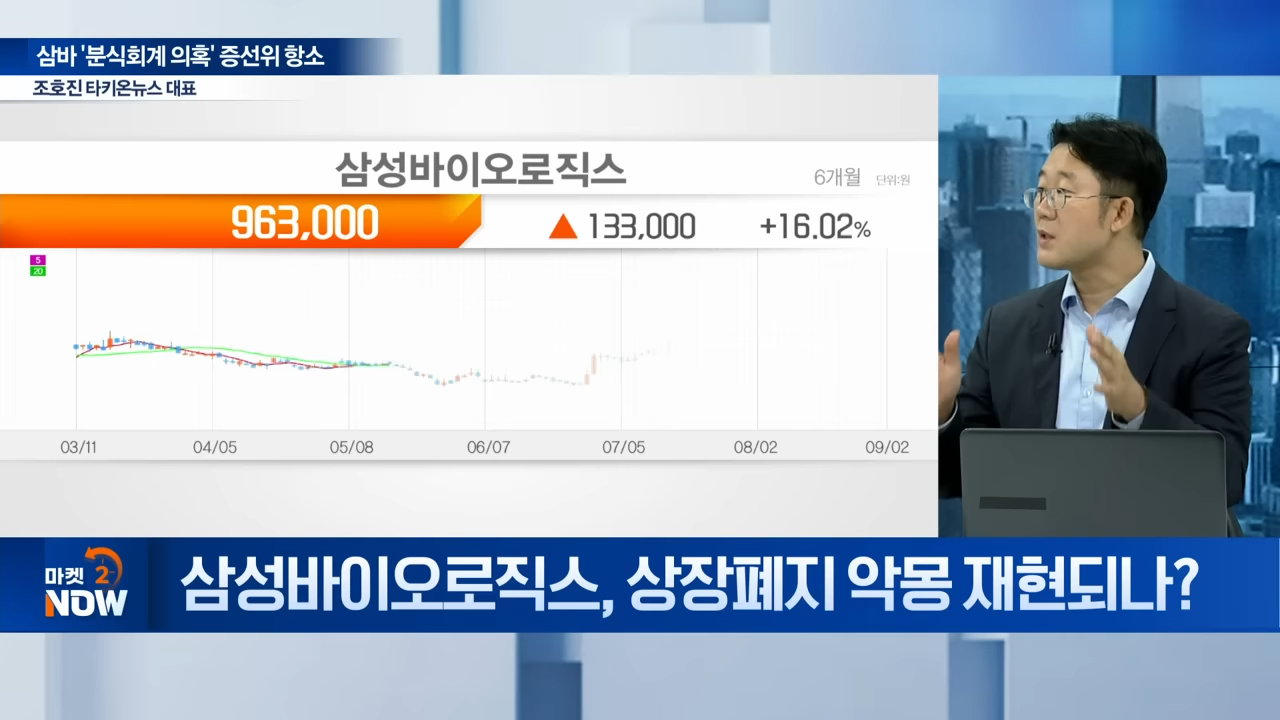 삼바 '분식회계 의혹' 증선위 항소
조호진 타키온뉴스 대표
삼성바이오로직스
6개월 단위:원
963,000 ▲ 133,000 +16.02%
5
20
03/11 04/05 05/08 06/07 07/05 08/02 09/02
마켓 2
NOW
삼성바이오로직스, 상장폐지 악몽 재현되나?